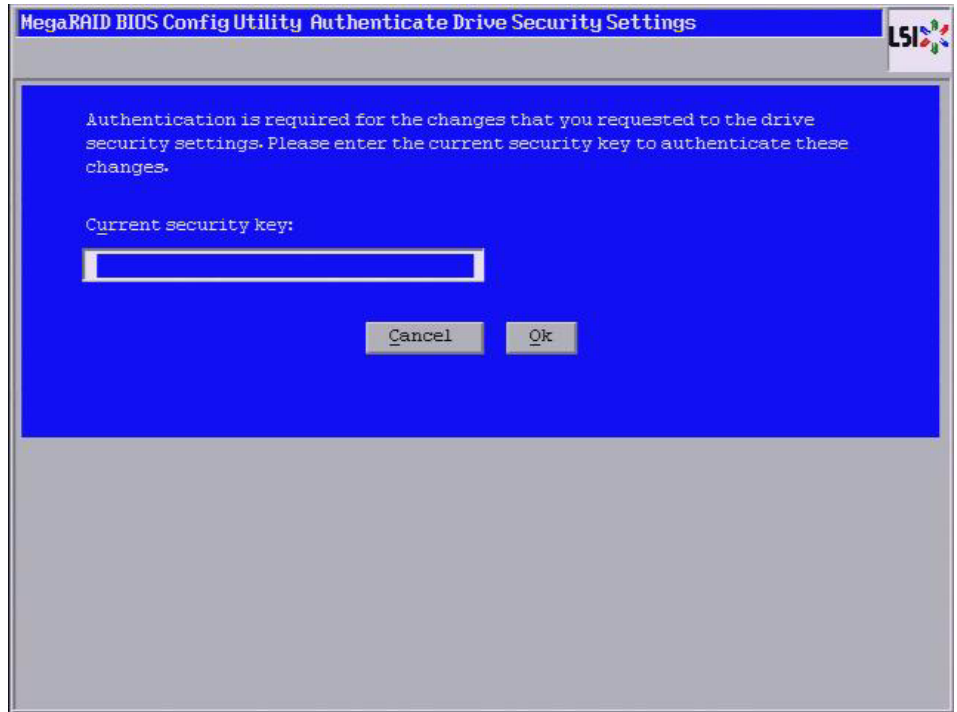 MegaRAID BIOS Config Utility Authenticate Drive Security Settings
LSI
Authentication is required for the changes that you requested to the drive
security settings. Please enter the current security key to authenticate these
changes.
Current security key:
Cancel Ok